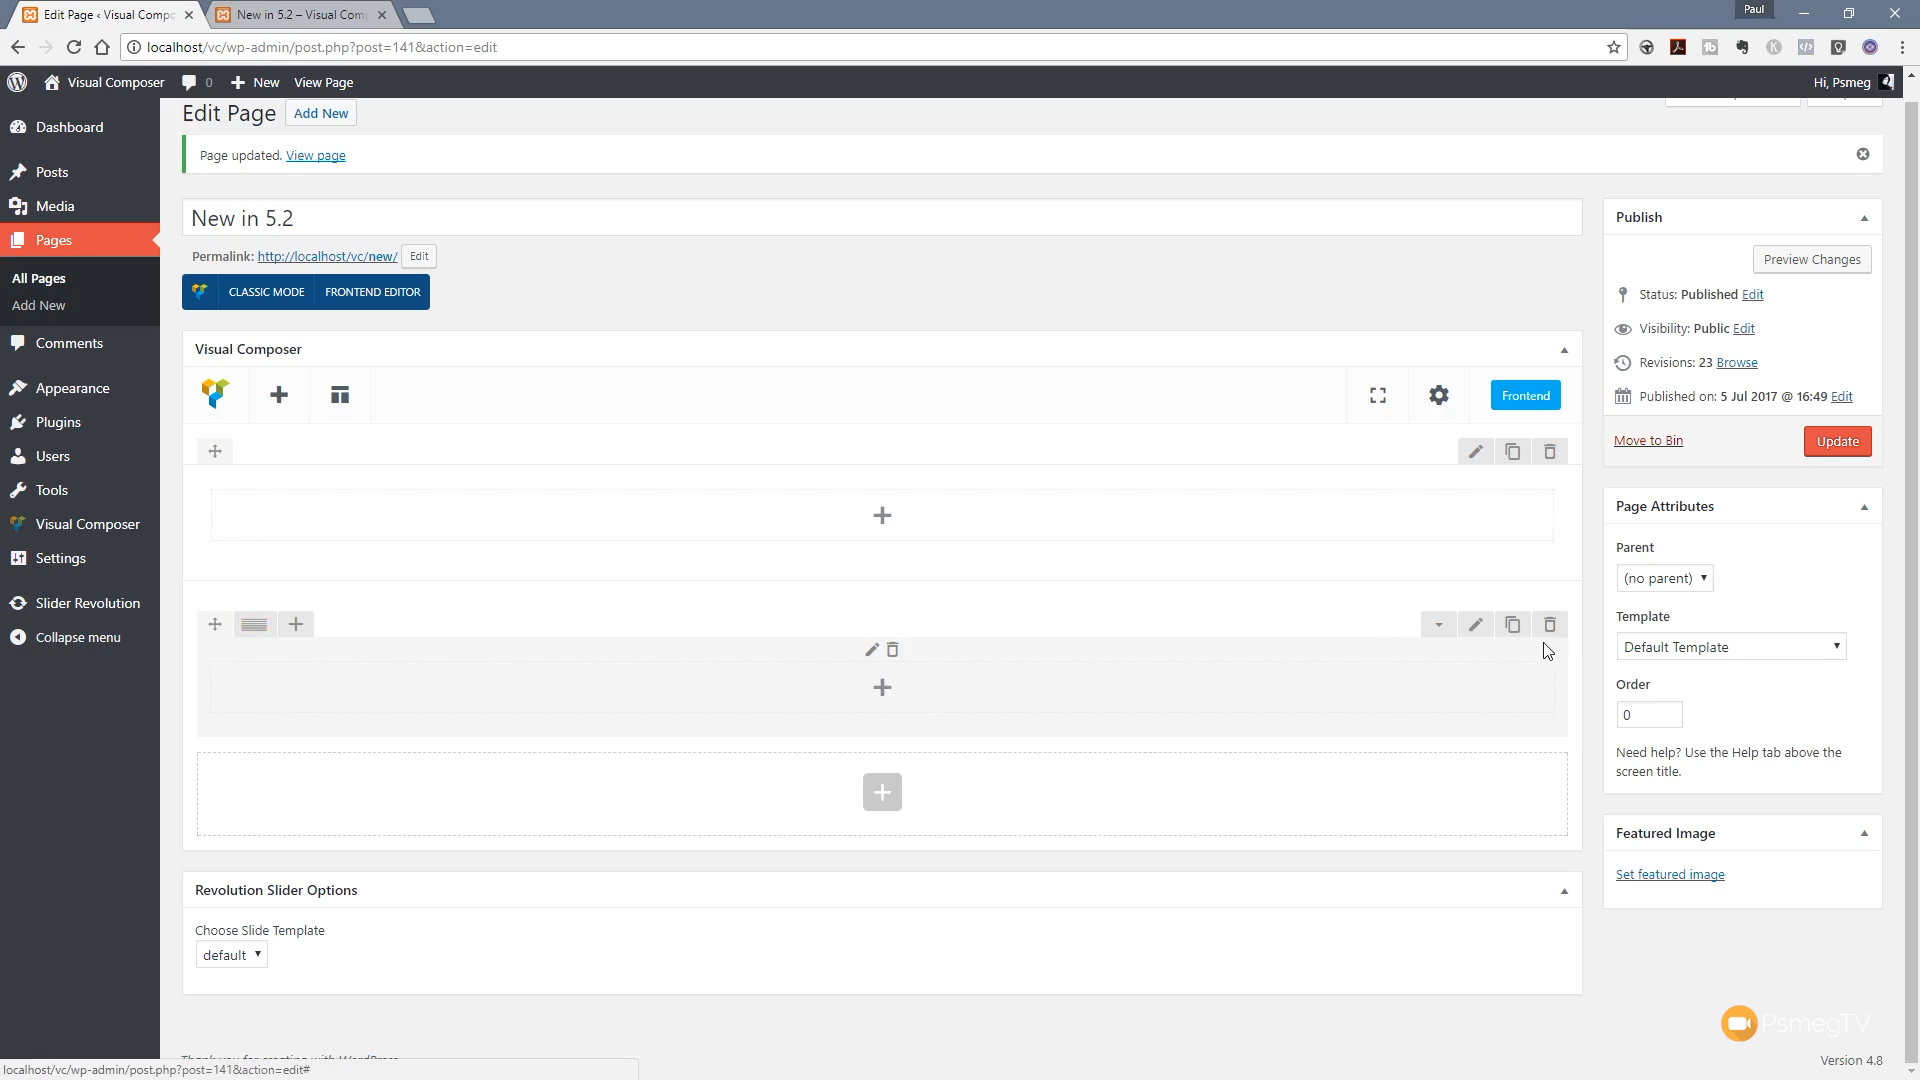 Edit Page ‹ Visual Compo
New in 5.2 – Visual Comp
Paul
localhost/vc/wp-admin/post.php?post=141&action=edit
Visual Composer
0
New
View Page
Hi, Psmeg
Dashboard
Posts
Media
Pages
All Pages
Add New
Comments
Appearance
Plugins
Users
Tools
Visual Composer
Settings
Slider Revolution
Collapse menu
Edit Page
Add New
Page updated. View page
New in 5.2
Permalink: http://localhost/vc/new/ Edit
CLASSIC MODE
FRONTEND EDITOR
Visual Composer
Frontend
Revolution Slider Options
Choose Slide Template
default
Publish
Preview Changes
Status: Published Edit
Visibility: Public Edit
Revisions: 23 Browse
Published on: 5 Jul 2017 @ 16:49 Edit
Move to Bin
Update
Page Attributes
Parent
(no parent)
Template
Default Template
Order
0
Need help? Use the Help tab above the
screen title.
Featured Image
Set featured image
PsmegTV
Version 4.8
localhost/vc/wp-admin/post.php?post=141&action=edit#